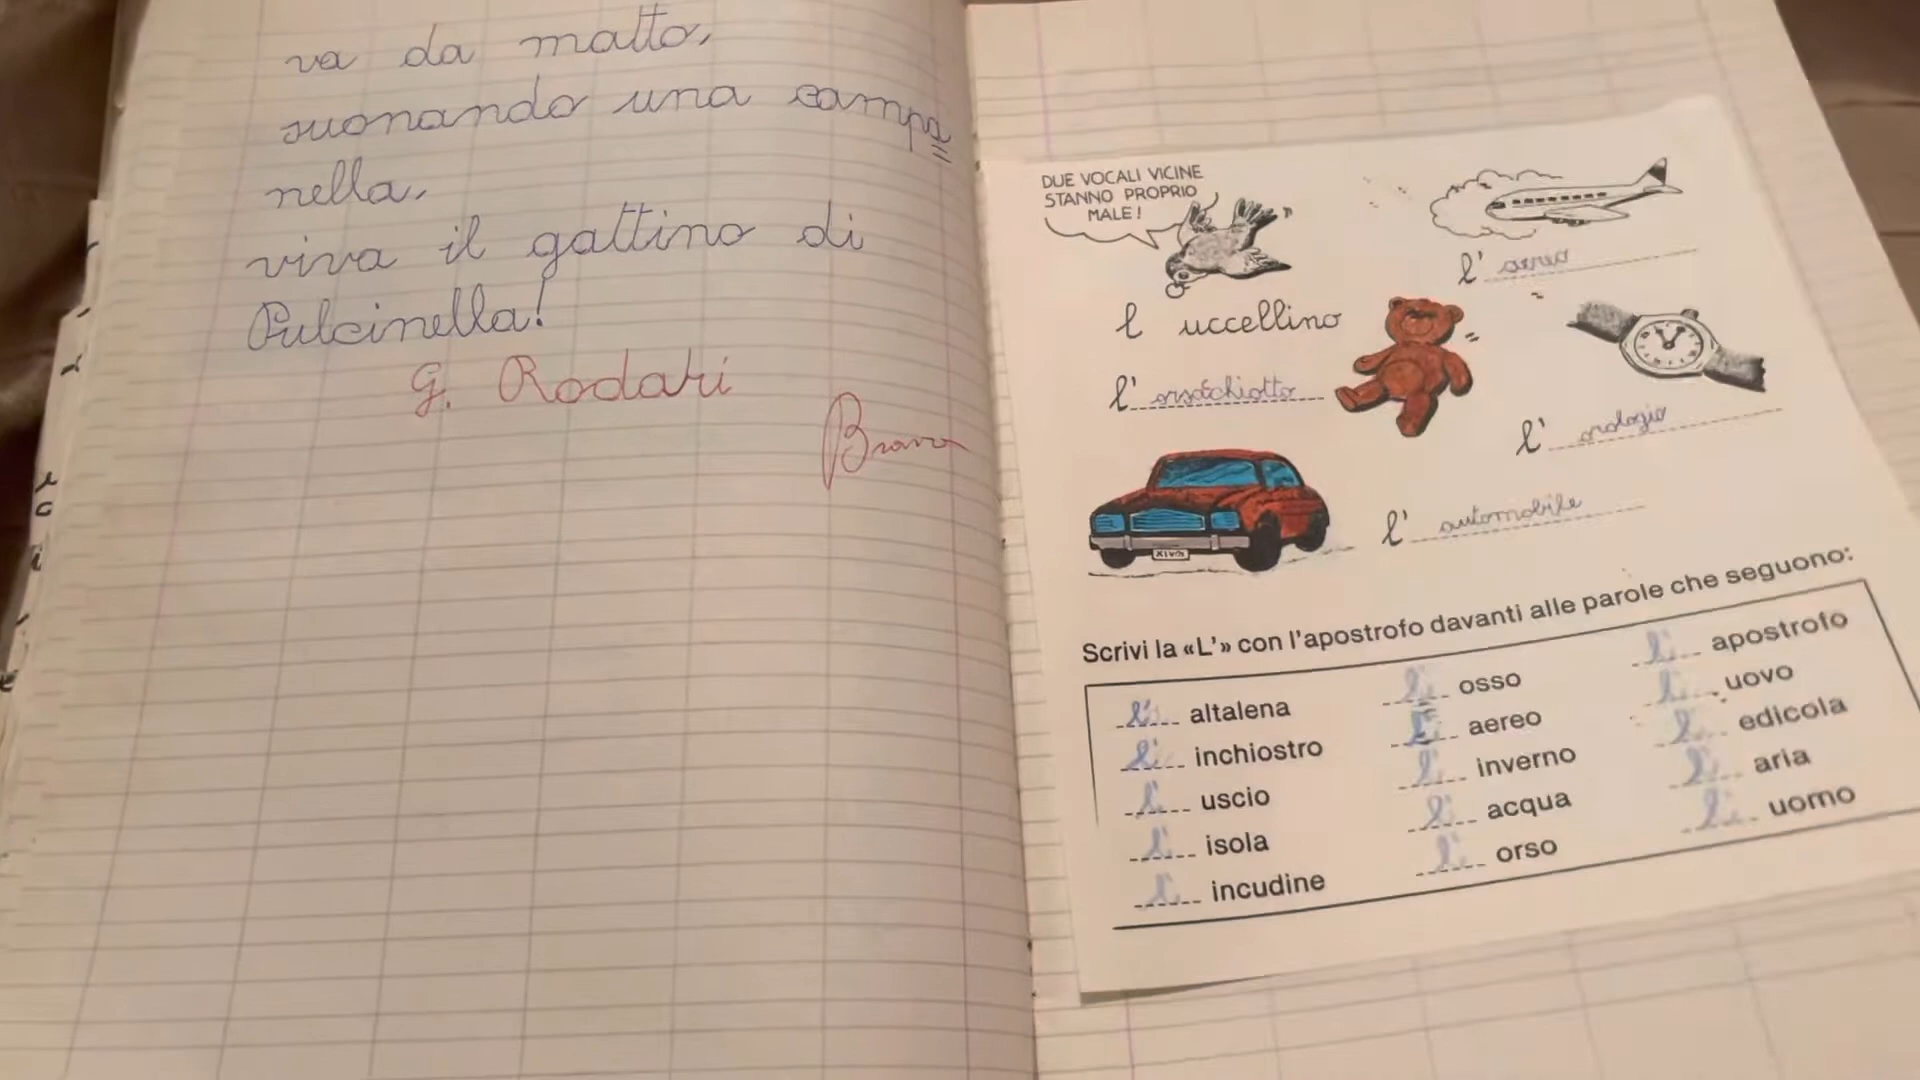 va da matto,
suonando una campa=
nella,
viva il gattino di
Pulcinella!
G. Rodari
Brava
DUE VOCALI VICINE
STANNO PROPRIO
MALE!
l' aereo
l uccellino
l' orsacchiotto
l' orologio
l' automobile
Scrivi la «L'» con l'apostrofo davanti alle parole che seguono:
l' altalena
l' inchiostro
l' uscio
l' isola
l' incudine
l' osso
l' aereo
l' inverno
l' acqua
l' orso
l' apostrofo
l' uovo
l' edicola
l' aria
l' uomo